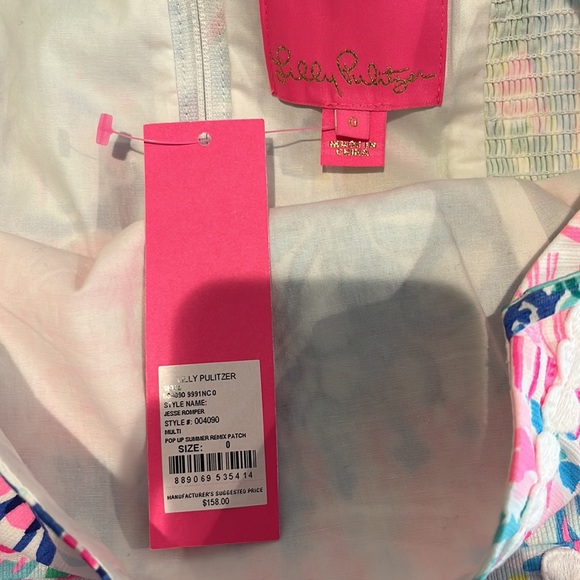 Lilly Pulitzer
MADE IN
CHINA
LILLY PULITZER
9991NC 0
STYLE NAME:
JESSE ROMPER
STYLE #: 004090
MULTI
POP UP SUMMER REMIX PATCH
SIZE: 0
889069 535414
MANUFACTURER'S SUGGESTED PRICE
$158.00